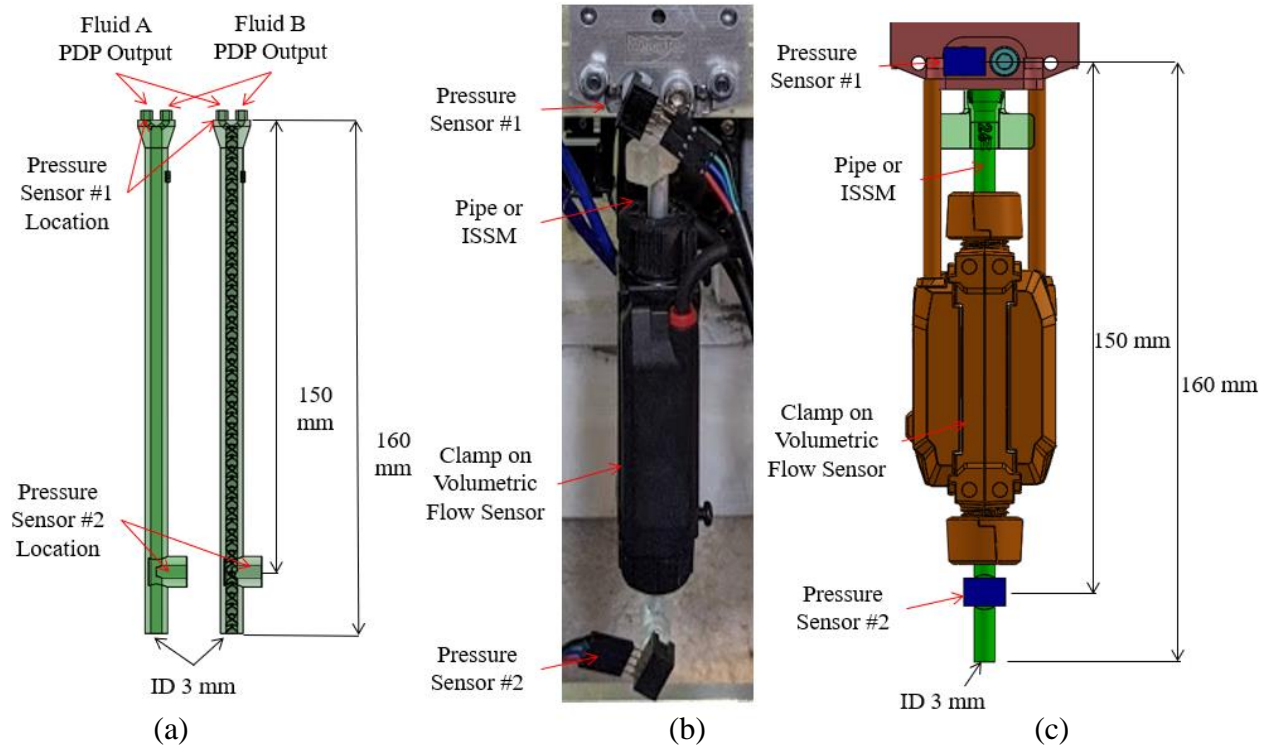 Fluid A
PDP Output
Fluid B
PDP Output
Pressure
Sensor #1
Location
150
mm
160
mm
Pressure
Sensor #2
Location
ID 3 mm
(a)
Pressure
Sensor #1
Pipe or
ISSM
Clamp on
Volumetric
Flow Sensor
Pressure
Sensor #2
(b)
Pressure
Sensor #1
Pipe or
ISSM
150 mm
160 mm
Clamp on
Volumetric
Flow Sensor
Pressure
Sensor #2
ID 3 mm
(c)